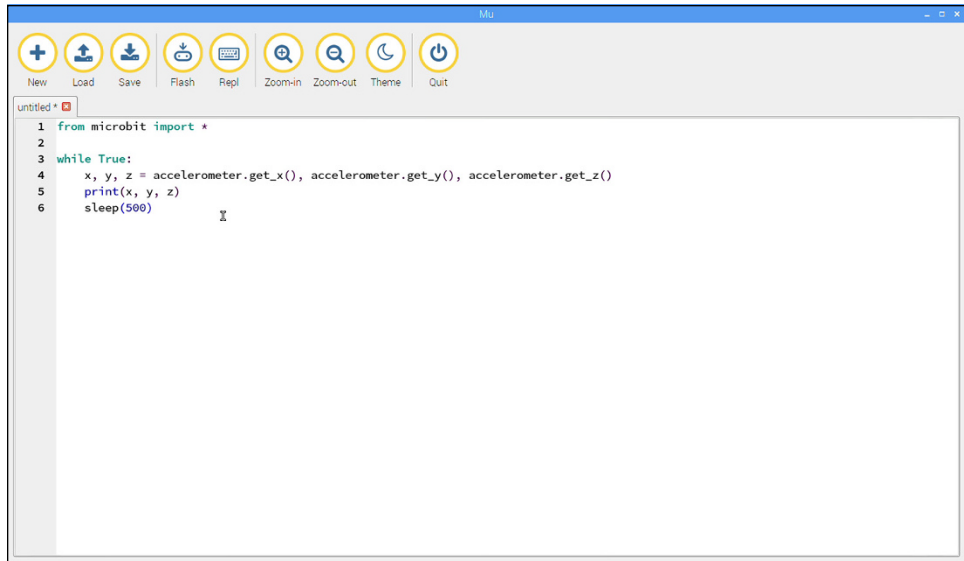 Mu
New Load Save Flash Repl Zoom-in Zoom-out Theme Quit
untitled *
1 from microbit import *
2
3 while True:
4     x, y, z = accelerometer.get_x(), accelerometer.get_y(), accelerometer.get_z()
5     print(x, y, z)
6     sleep(500)